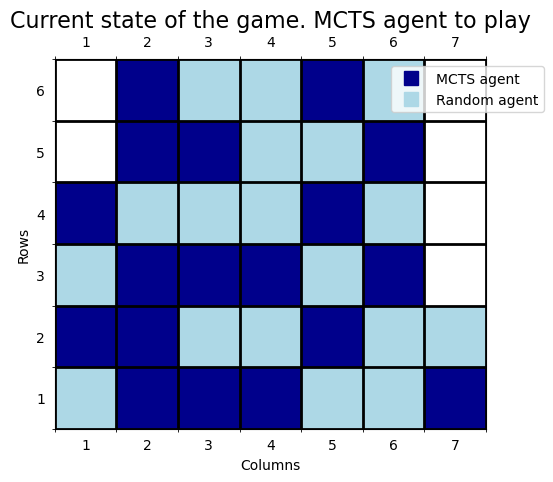 Current state of the game. MCTS agent to play
1 2 3 4 5 6 7
MCTS agent
Random agent
6
5
4
3
2
1
Rows
1 2 3 4 5 6 7
Columns